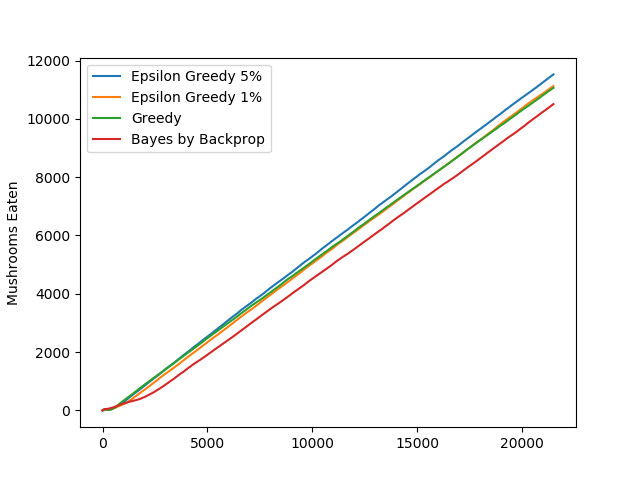 12000
10000
8000
6000
4000
2000
0
Mushrooms Eaten
Epsilon Greedy 5%
Epsilon Greedy 1%
Greedy
Bayes by Backprop
0 5000 10000 15000 20000